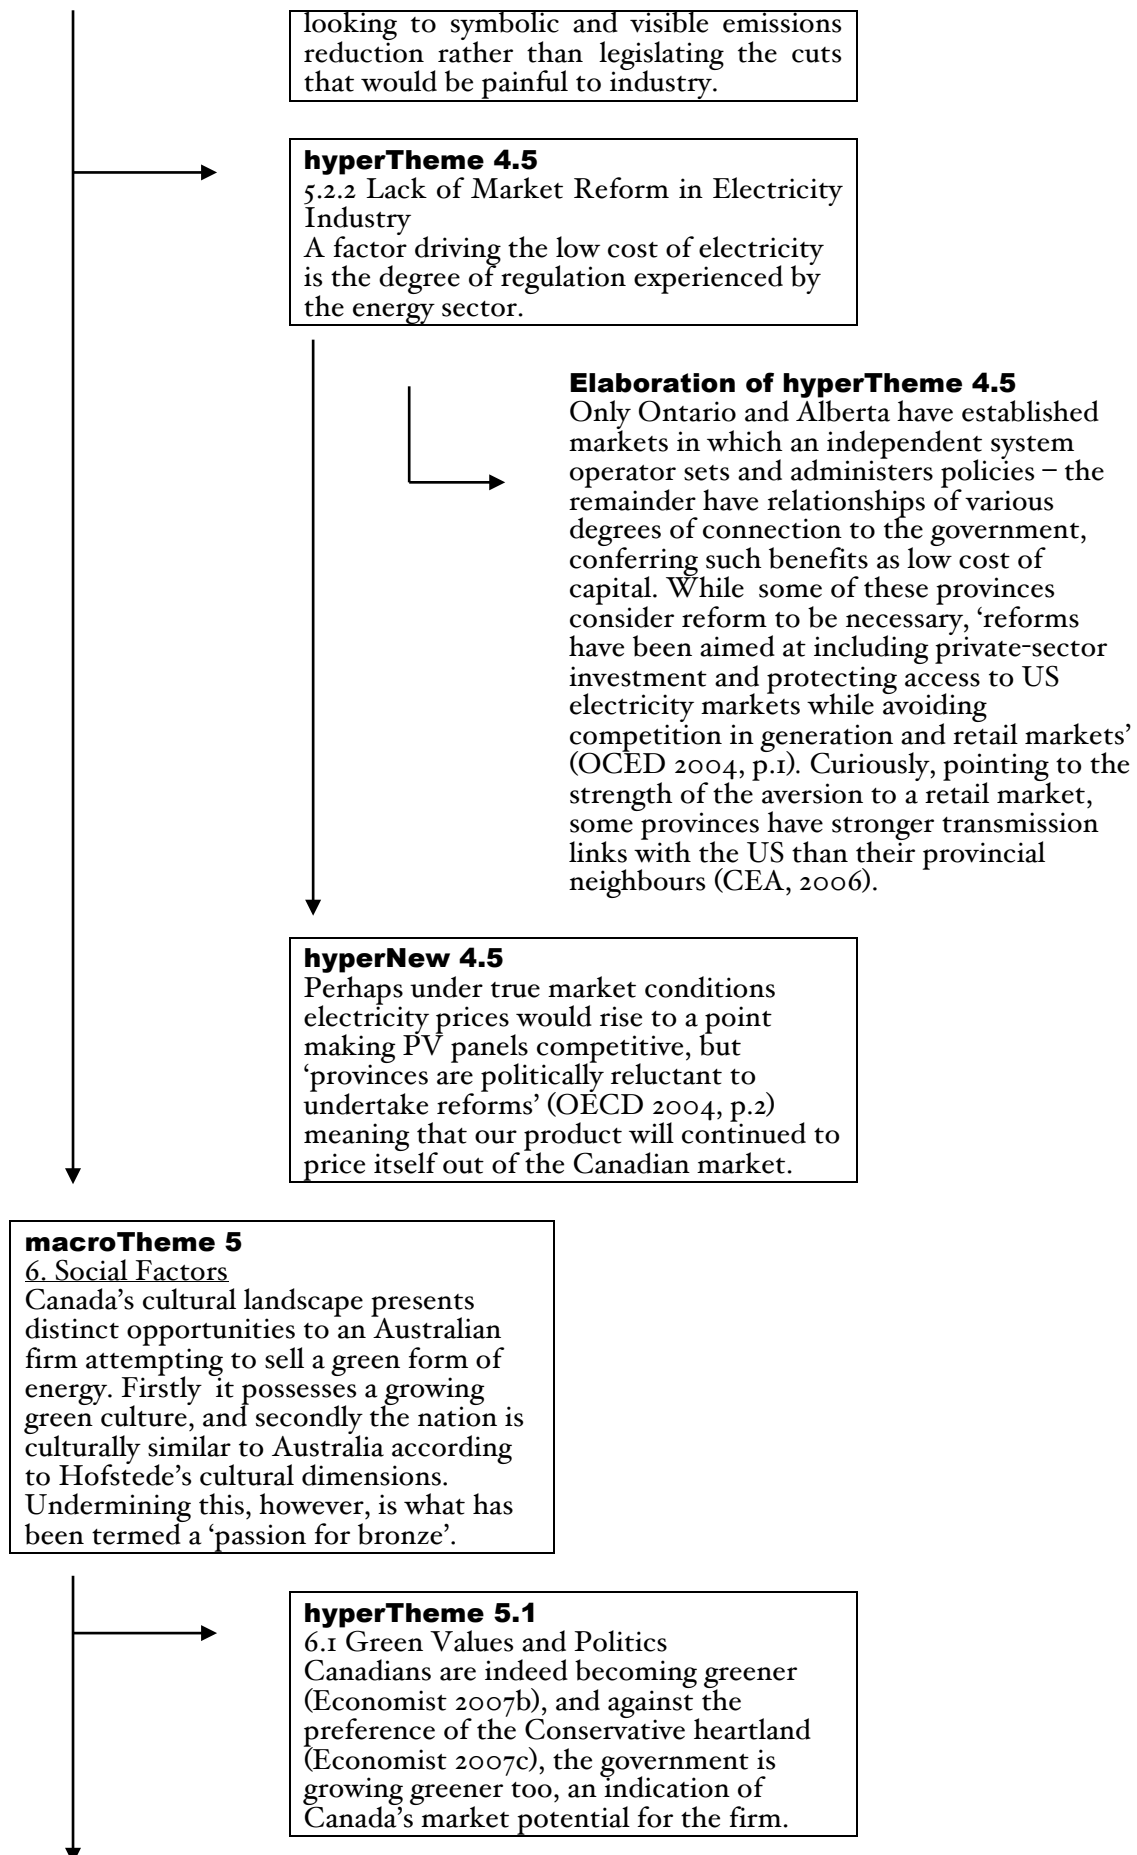 looking to symbolic and visible emissions
reduction rather than legislating the cuts
that would be painful to industry.
hyperTheme 4.5
5.2.2 Lack of Market Reform in Electricity
Industry
A factor driving the low cost of electricity
is the degree of regulation experienced by
the energy sector.
Elaboration of hyperTheme 4.5
Only Ontario and Alberta have established
markets in which an independent system
operator sets and administers policies – the
remainder have relationships of various
degrees of connection to the government,
conferring such benefits as low cost of
capital. While  some of these provinces
consider reform to be necessary, ‘reforms
have been aimed at including private-sector
investment and protecting access to US
electricity markets while avoiding
competition in generation and retail markets’
(OCED 2004, p.1). Curiously, pointing to the
strength of the aversion to a retail market,
some provinces have stronger transmission
links with the US than their provincial
neighbours (CEA, 2006).
hyperNew 4.5
Perhaps under true market conditions
electricity prices would rise to a point
making PV panels competitive, but
‘provinces are politically reluctant to
undertake reforms’ (OECD 2004, p.2)
meaning that our product will continued to
price itself out of the Canadian market.
macroTheme 5
6. Social Factors
Canada’s cultural landscape presents
distinct opportunities to an Australian
firm attempting to sell a green form of
energy. Firstly  it possesses a growing
green culture, and secondly the nation is
culturally similar to Australia according
to Hofstede’s cultural dimensions.
Undermining this, however, is what has
been termed a ‘passion for bronze’.
hyperTheme 5.1
6.1 Green Values and Politics
Canadians are indeed becoming greener
(Economist 2007b), and against the
preference of the Conservative heartland
(Economist 2007c), the government is
growing greener too, an indication of
Canada’s market potential for the firm.